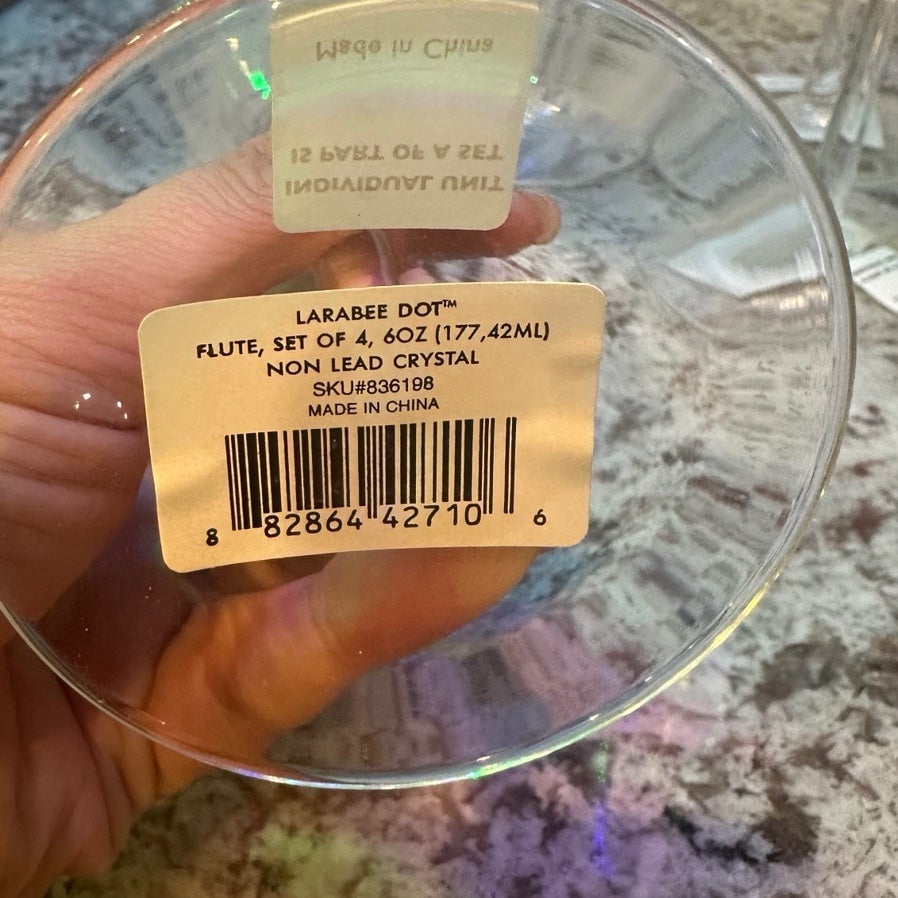 Made in China
IS PART OF A SET
INDIVIDUAL UNIT
LARABEE DOT™
FLUTE, SET OF 4, 6OZ (177,42ML)
NON LEAD CRYSTAL
SKU#836198
MADE IN CHINA
8 82864 42710 6